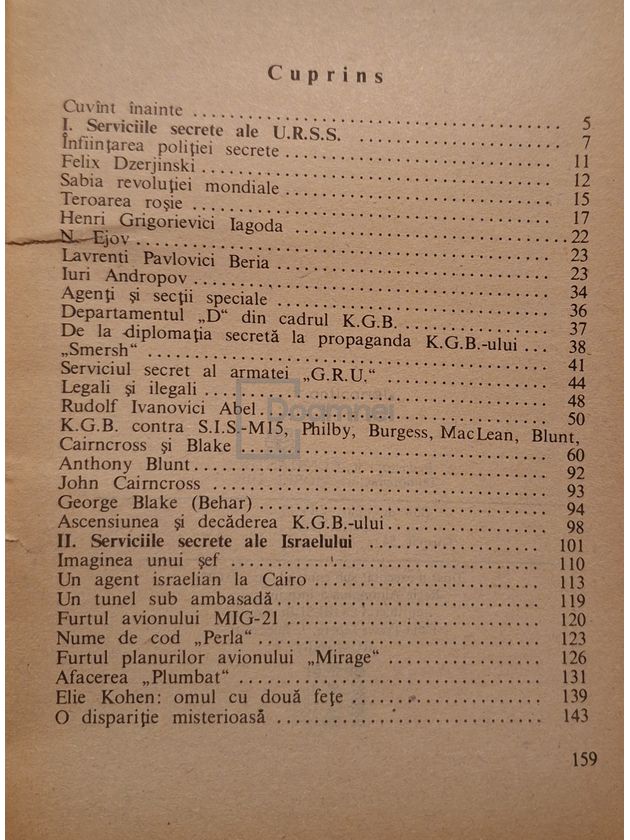 Cuprins
Cuvînt înainte ........ 5
I. Serviciile secrete ale U.R.S.S. ........ 7
Înființarea poliției secrete ........ 11
Felix Dzerjinski ........ 12
Sabia revoluției mondiale ........ 15
Teroarea roșie ........ 17
Henri Grigorievici Iagoda ........ 22
N. Ejov ........ 23
Lavrenti Pavlovici Beria ........ 23
Iuri Andropov ........ 34
Agenți și secții speciale ........ 36
Departamentul „D“ din cadrul K.G.B. ........ 37
De la diplomația secretă la propaganda K.G.B.-ului ... 38
„Smersh“ ........ 41
Serviciul secret al armatei „G.R.U.“ ........ 44
Legali și ilegali ........ 48
Rudolf Ivanovici Abel ........ 50
K.G.B. contra S.I.S.-M15, Philby, Burgess, MacLean, Blunt,
Cairncross și Blake ........ 60
Anthony Blunt ........ 92
John Cairncross ........ 93
George Blake (Behar) ........ 94
Ascensiunea și decăderea K.G.B.-ului ........ 98
II. Serviciile secrete ale Israelului ........ 101
Imaginea unui șef ........ 110
Un agent israelian la Cairo ........ 113
Un tunel sub ambasadă ........ 119
Furtul avionului MIG-21 ........ 120
Nume de cod „Perla“ ........ 123
Furtul planurilor avionului „Mirage“ ........ 126
Afacerea „Plumbat“ ........ 131
Elie Kohen: omul cu două fețe ........ 139
O dispariție misterioasă ........ 143
159
Doamnei